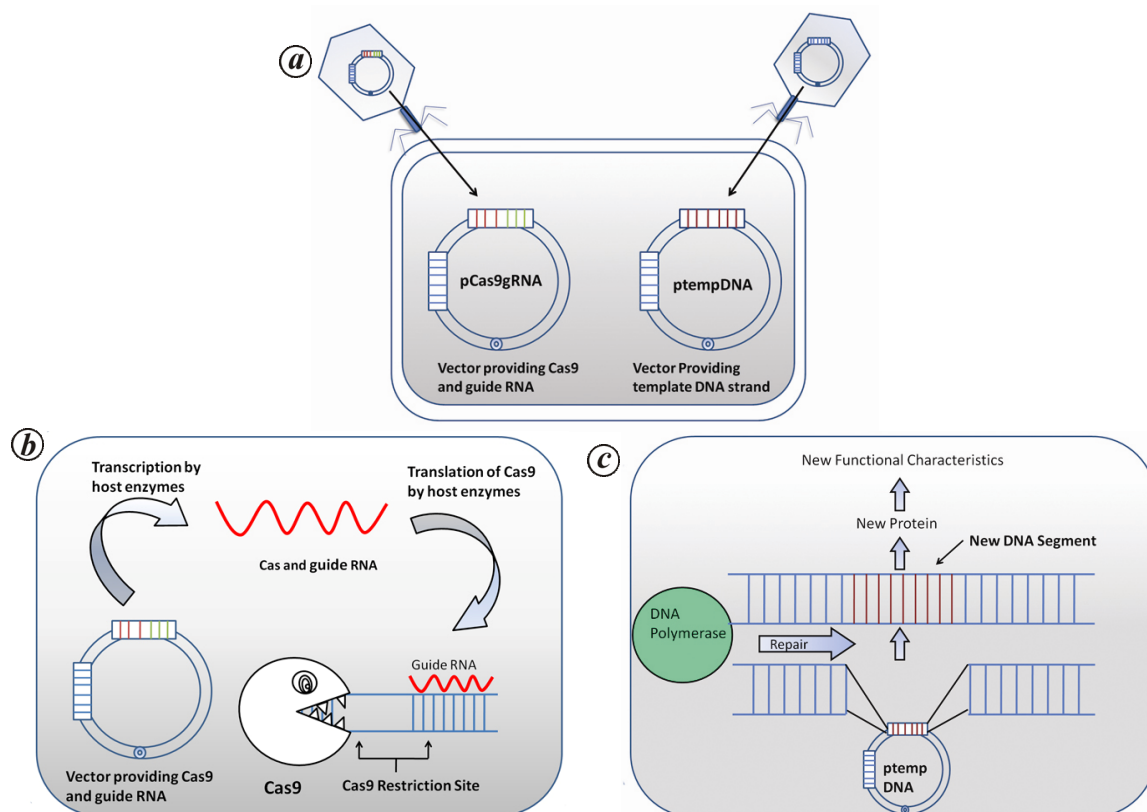 a
pCas9gRNA
ptempDNA
Vector providing Cas9
and guide RNA
Vector Providing
template DNA strand
b
Transcription by
host enzymes
Translation of Cas9
by host enzymes
Cas and guide RNA
Guide RNA
Vector providing Cas9
and guide RNA
Cas9
Cas9 Restriction Site
c
New Functional Characteristics
New Protein
New DNA Segment
DNA
Polymerase
Repair
ptemp
DNA